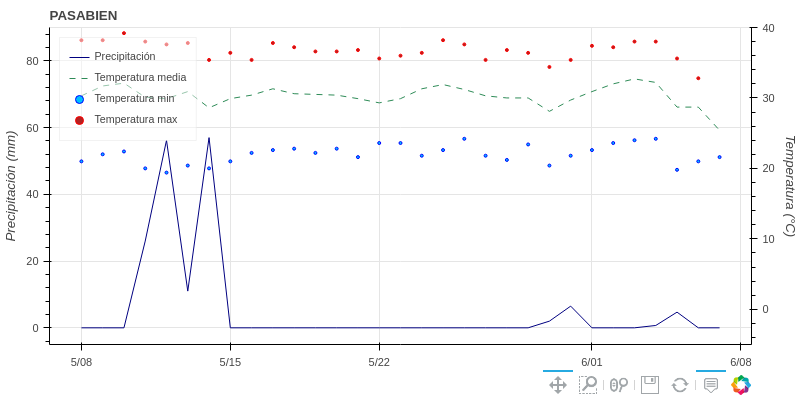 PASABIEN
Precipitación
Temperatura media
Temperatura min
Temperatura max
Precipitación (mm)
80
60
40
20
0
Temperatura (°C)
40
30
20
10
0
5/08
5/15
5/22
6/01
6/08